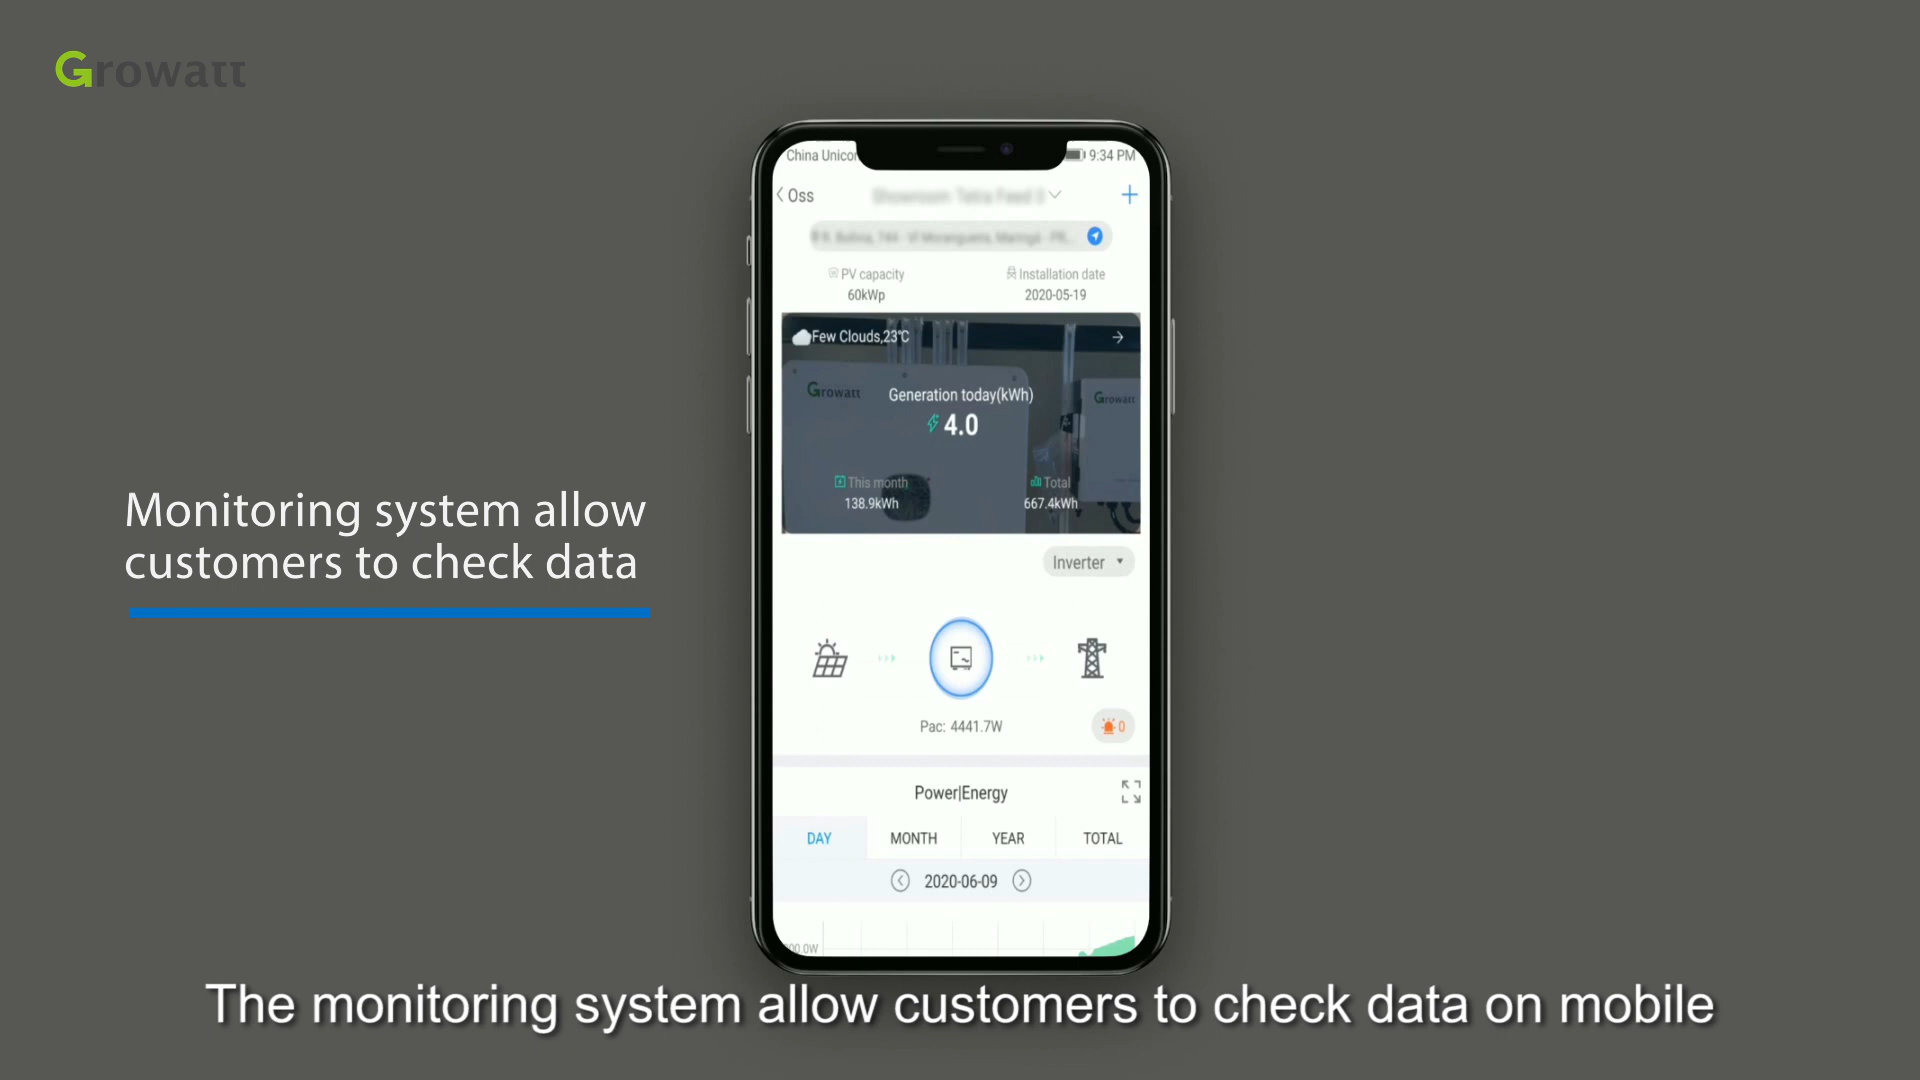 Growatt
China Unico
9:34 PM
Oss
PV capacity
60kWp
Installation date
2020-05-19
Few Clouds,23℃
Growatt
Growatt
Generation today(kWh)
4.0
This month
138.9kWh
Total
667.4kWh
Inverter
Pac: 4441.7W
0
Power|Energy
DAY MONTH YEAR TOTAL
2020-06-09
Monitoring system allow
customers to check data
The monitoring system allow customers to check data on mobile